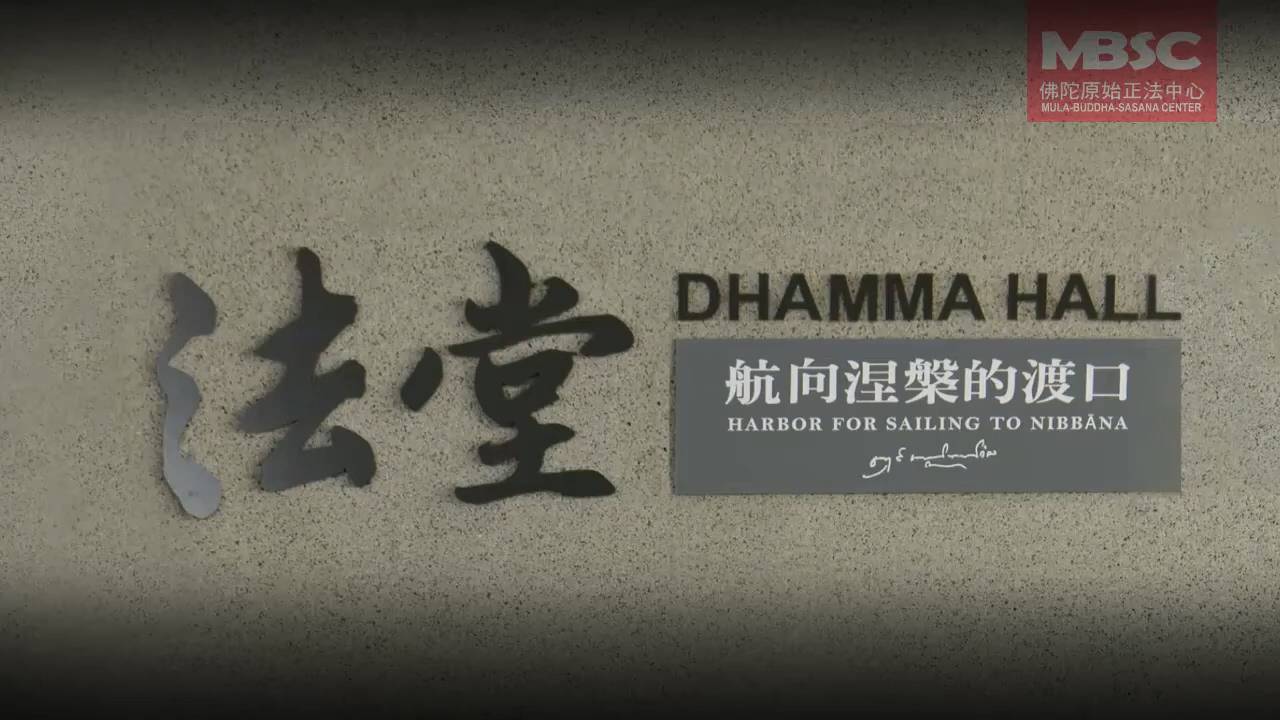 MBSC
佛陀原始正法中心
MULA-BUDDHA-SASANA CENTER
法堂
DHAMMA HALL
航向涅槃的渡口
HARBOR FOR SAILING TO NIBBĀNA